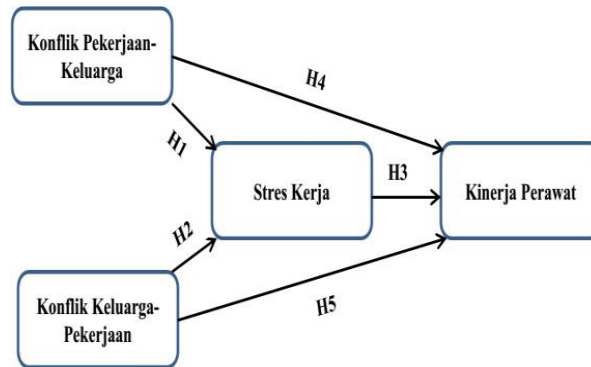 Konflik Pekerjaan-
Keluarga
H4
H1
Stres Kerja
H3
Kinerja Perawat
H2
Konflik Keluarga-
Pekerjaan
H5